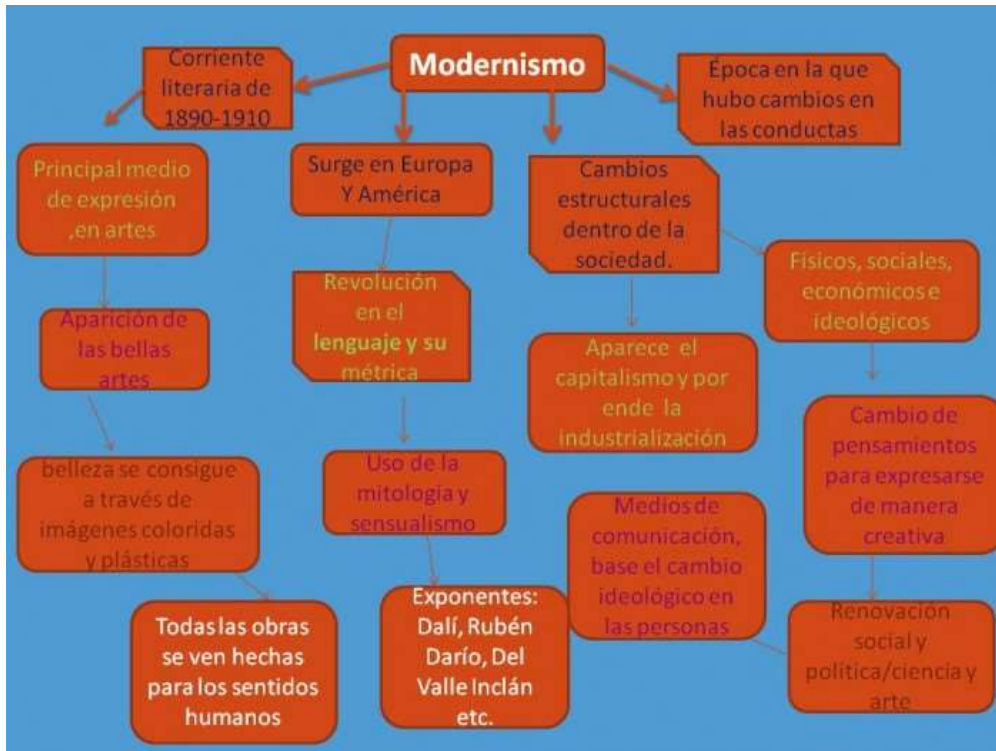 Modernismo
Corriente
literaria de
1890-1910
Época en la que
hubo cambios en
las conductas
Principal medio
de expresión
,en artes
Surge en Europa
Y América
Cambios
estructurales
dentro de la
sociedad.
Físicos, sociales,
económicos e
ideológicos
Aparición de
las bellas
artes
Revolución
en el
lenguaje y su
métrica
Aparece el
capitalismo y por
ende la
industrialización
Cambio de
pensamientos
para expresarse
de manera
creativa
belleza se consigue
a través de
imágenes coloridas
y plásticas
Uso de la
mitología y
sensualismo
Medios de
comunicación,
base el cambio
ideológico en
las personas
Todas las obras
se ven hechas
para los sentidos
humanos
Exponentes:
Dalí, Rubén
Darío, Del
Valle Inclán
etc.
Renovación
social y
política/ciencia y
arte